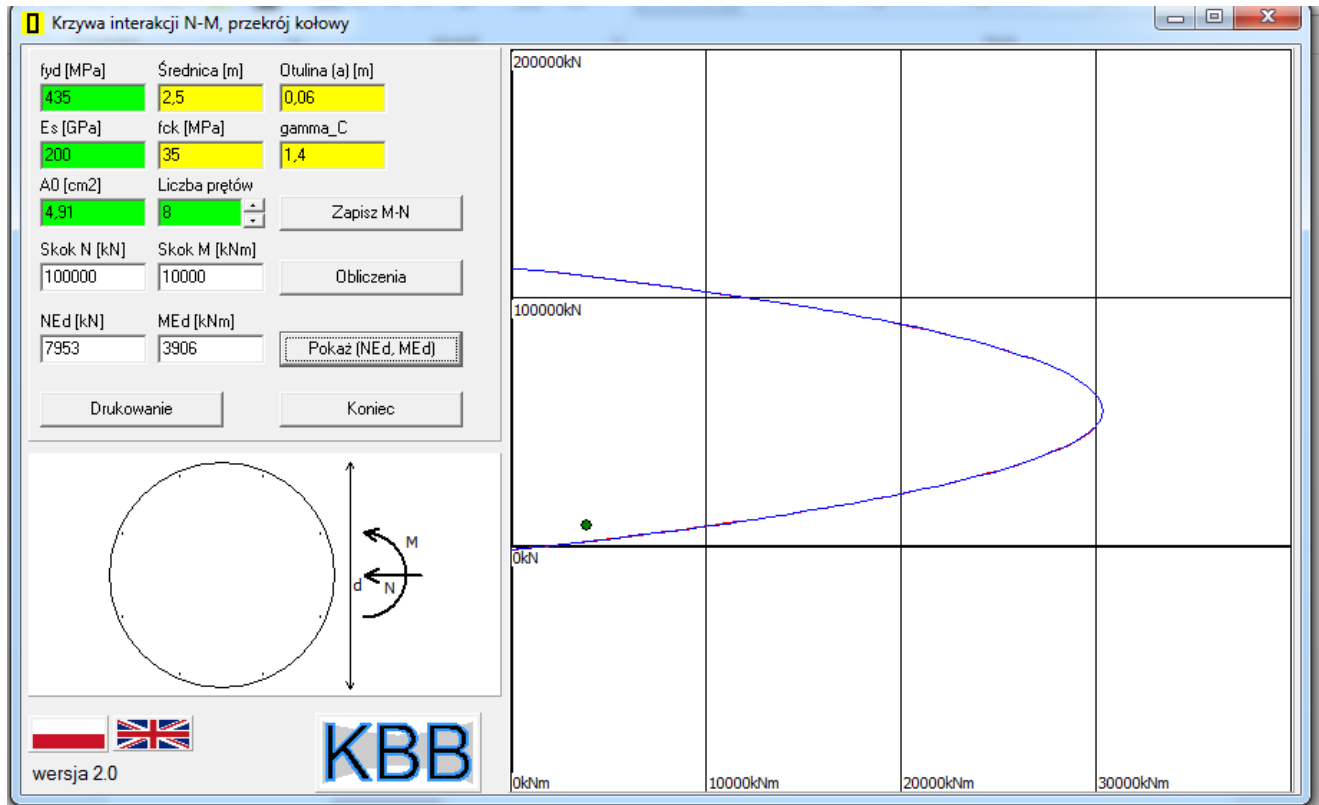 Krzywa interakcji N-M, przekrój kołowy
fyd [MPa] Średnica [m] Otulina (a) [m]
435 2,5 0,06
Es [GPa] fck [MPa] gamma_C
200 35 1,4
A0 [cm2] Liczba prętów
4,91 8 Zapisz M-N
Skok N [kN] Skok M [kNm]
100000 10000 Obliczenia
NEd [kN] MEd [kNm]
7953 3906 Pokaż (NEd, MEd)
Drukowanie Koniec
M
d N
KBB
wersja 2.0
200000kN
100000kN
0kN
0kNm 10000kNm 20000kNm 30000kNm